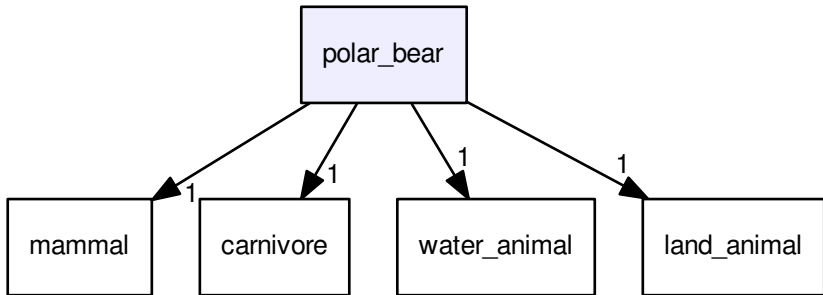 polar_bear
1
1
1
1
mammal
carnivore
water_animal
land_animal